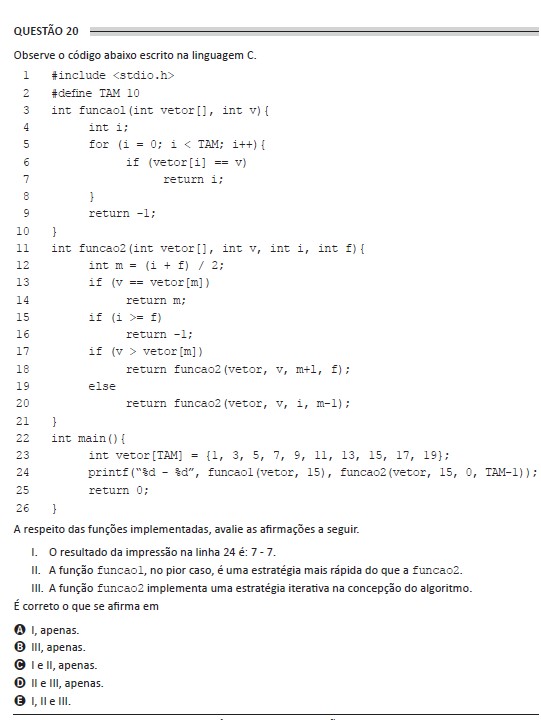 QUESTÃO 20
Observe o código abaixo escrito na linguagem C.
1 #include <stdio.h>
2 #define TAM 10
3 int funcao1(int vetor[], int v){
4 int i;
5 for (i = 0; i < TAM; i++){
6 if (vetor[i] == v)
7 return i;
8 }
9 return -1;
10 }
11 int funcao2(int vetor[], int v, int i, int f){
12 int m = (i + f) / 2;
13 if (v == vetor[m])
14 return m;
15 if (i >= f)
16 return -1;
17 if (v > vetor[m])
18 return funcao2(vetor, v, m+1, f);
19 else
20 return funcao2(vetor, v, i, m-1);
21 }
22 int main(){
23 int vetor[TAM] = {1, 3, 5, 7, 9, 11, 13, 15, 17, 19};
24 printf("%d - %d", funcao1(vetor, 15), funcao2(vetor, 15, 0, TAM-1));
25 return 0;
26 }
A respeito das funções implementadas, avalie as afirmações a seguir.
I. O resultado da impressão na linha 24 é: 7 - 7.
II. A função funcao1, no pior caso, é uma estratégia mais rápida do que a funcao2.
III. A função funcao2 implementa uma estratégia iterativa na concepção do algoritmo.
É correto o que se afirma em
A I, apenas.
B III, apenas.
C I e II, apenas.
D II e III, apenas.
E I, II e III.